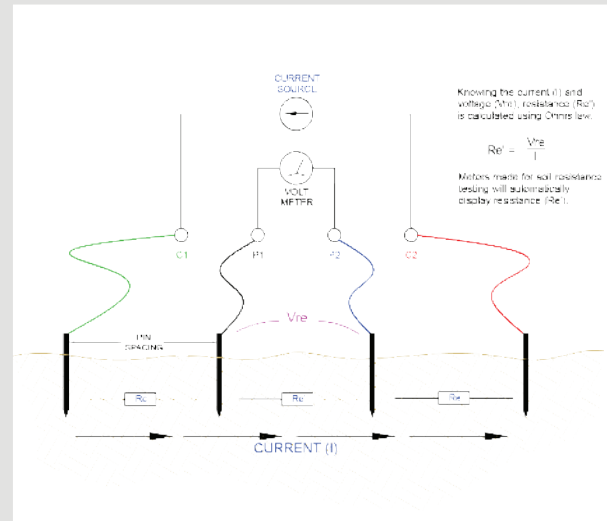 CURRENT
SOURCE
Knowing the current (I) and
voltage (Vre), resistance (Re')
is calculated using Ohms law.
Re' = Vre
I
Meters made for soil resistance
testing will automatically
display resistance (Re').
VOLT
METER
C1
P1
P2
C2
Vre
PIN
SPACING
Re
Re
Re
CURRENT (I)